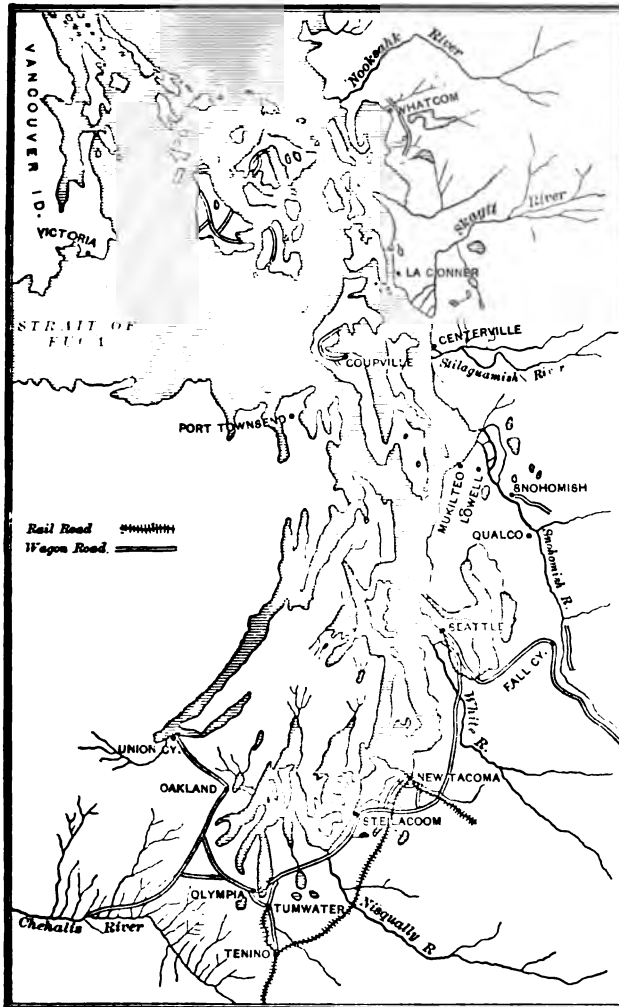 VANCOUVER ID.
Nooksahk River
WHATCOM
Skagit River
VICTORIA
LA CONNER
STRAIT OF
FUCA
CENTERVILLE
COUPVILLE
Stilaquamish River
PORT TOWNSEND
MUKILTEO
LOWELL
SNOHOMISH
Rail Road
Wagon Road.
QUALCO
Snohomish R.
SEATTLE
FALL CY.
White R.
UNION CY.
OAKLAND
NEW TACOMA
STEILACOOM
OLYMPIA
TUMWATER
Chehalis River
Nisqually R
TENINO